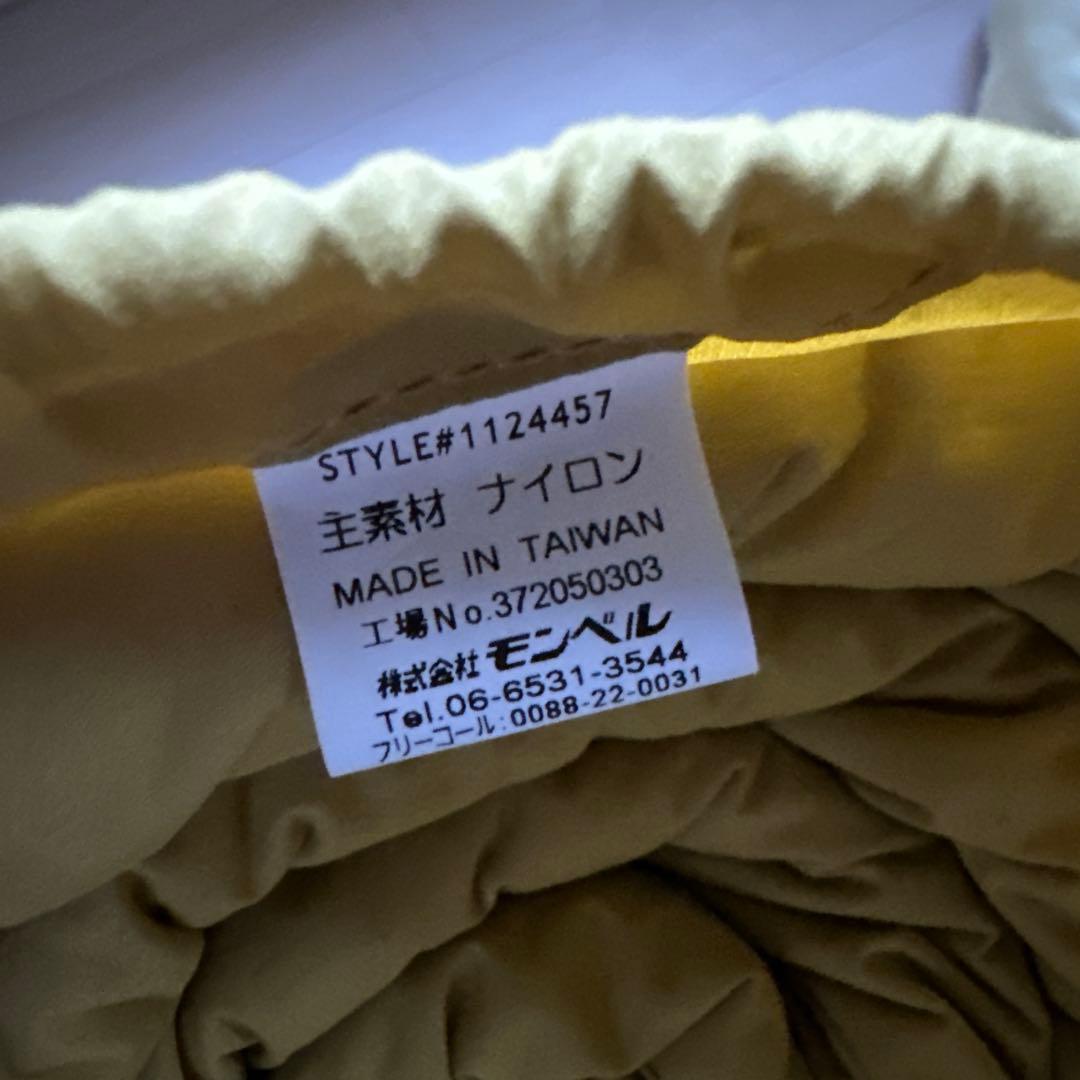 STYLE#1124457
主素材 ナイロン
MADE IN TAIWAN
工場No.372050303
株式会社 モンベル
Tel.06-6531-3544
フリーコール:0088-22-0031